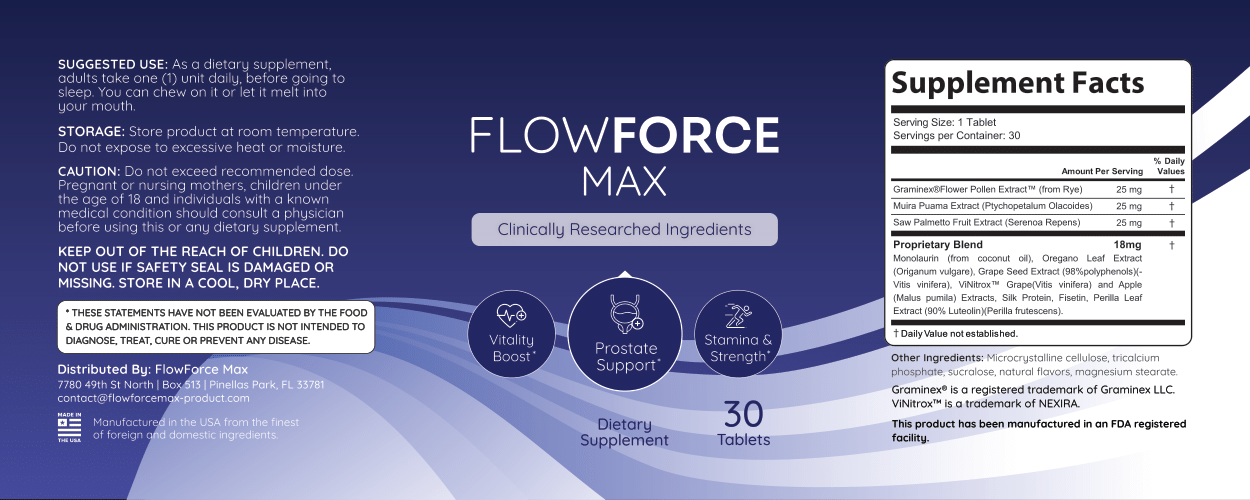 SUGGESTED USE: As a dietary supplement,
adults take one (1) unit daily, before going to
sleep. You can chew on it or let it melt into
your mouth.
STORAGE: Store product at room temperature.
Do not expose to excessive heat or moisture.
CAUTION: Do not exceed recommended dose.
Pregnant or nursing mothers, children under
the age of 18 and individuals with a known
medical condition should consult a physician
before using this or any dietary supplement.
KEEP OUT OF THE REACH OF CHILDREN. DO
NOT USE IF SAFETY SEAL IS DAMAGED OR
MISSING. STORE IN A COOL, DRY PLACE.
* THESE STATEMENTS HAVE NOT BEEN EVALUATED BY THE FOOD
& DRUG ADMINISTRATION. THIS PRODUCT IS NOT INTENDED TO
DIAGNOSE, TREAT, CURE OR PREVENT ANY DISEASE.
Distributed By: FlowForce Max
7780 49th St North | Box 513 | Pinellas Park, FL 33781
contact@flowforcemax-product.com
MADE IN
THE USA
Manufactured in the USA from the finest
of foreign and domestic ingredients.
FLOWFORCE
MAX
Clinically Researched Ingredients
Vitality
Boost*
Prostate
Support*
Stamina &
Strength*
Dietary
Supplement
30
Tablets
Supplement Facts
Serving Size: 1 Tablet
Servings per Container: 30
Amount Per Serving % Daily Values
Graminex®Flower Pollen Extract™ (from Rye) 25 mg †
Muira Puama Extract (Ptychopetalum Olacoides) 25 mg †
Saw Palmetto Fruit Extract (Serenoa Repens) 25 mg †
Proprietary Blend 18mg †
Monolaurin (from coconut oil), Oregano Leaf Extract
(Origanum vulgare), Grape Seed Extract (98%polyphenols)(-
Vitis vinifera), ViNitrox™ Grape(Vitis vinifera) and Apple
(Malus pumila) Extracts, Silk Protein, Fisetin, Perilla Leaf
Extract (90% Luteolin)(Perilla frutescens).
† Daily Value not established.
Other Ingredients: Microcrystalline cellulose, tricalcium
phosphate, sucralose, natural flavors, magnesium stearate.
Graminex® is a registered trademark of Graminex LLC.
ViNitrox™ is a trademark of NEXIRA.
This product has been manufactured in an FDA registered
facility.